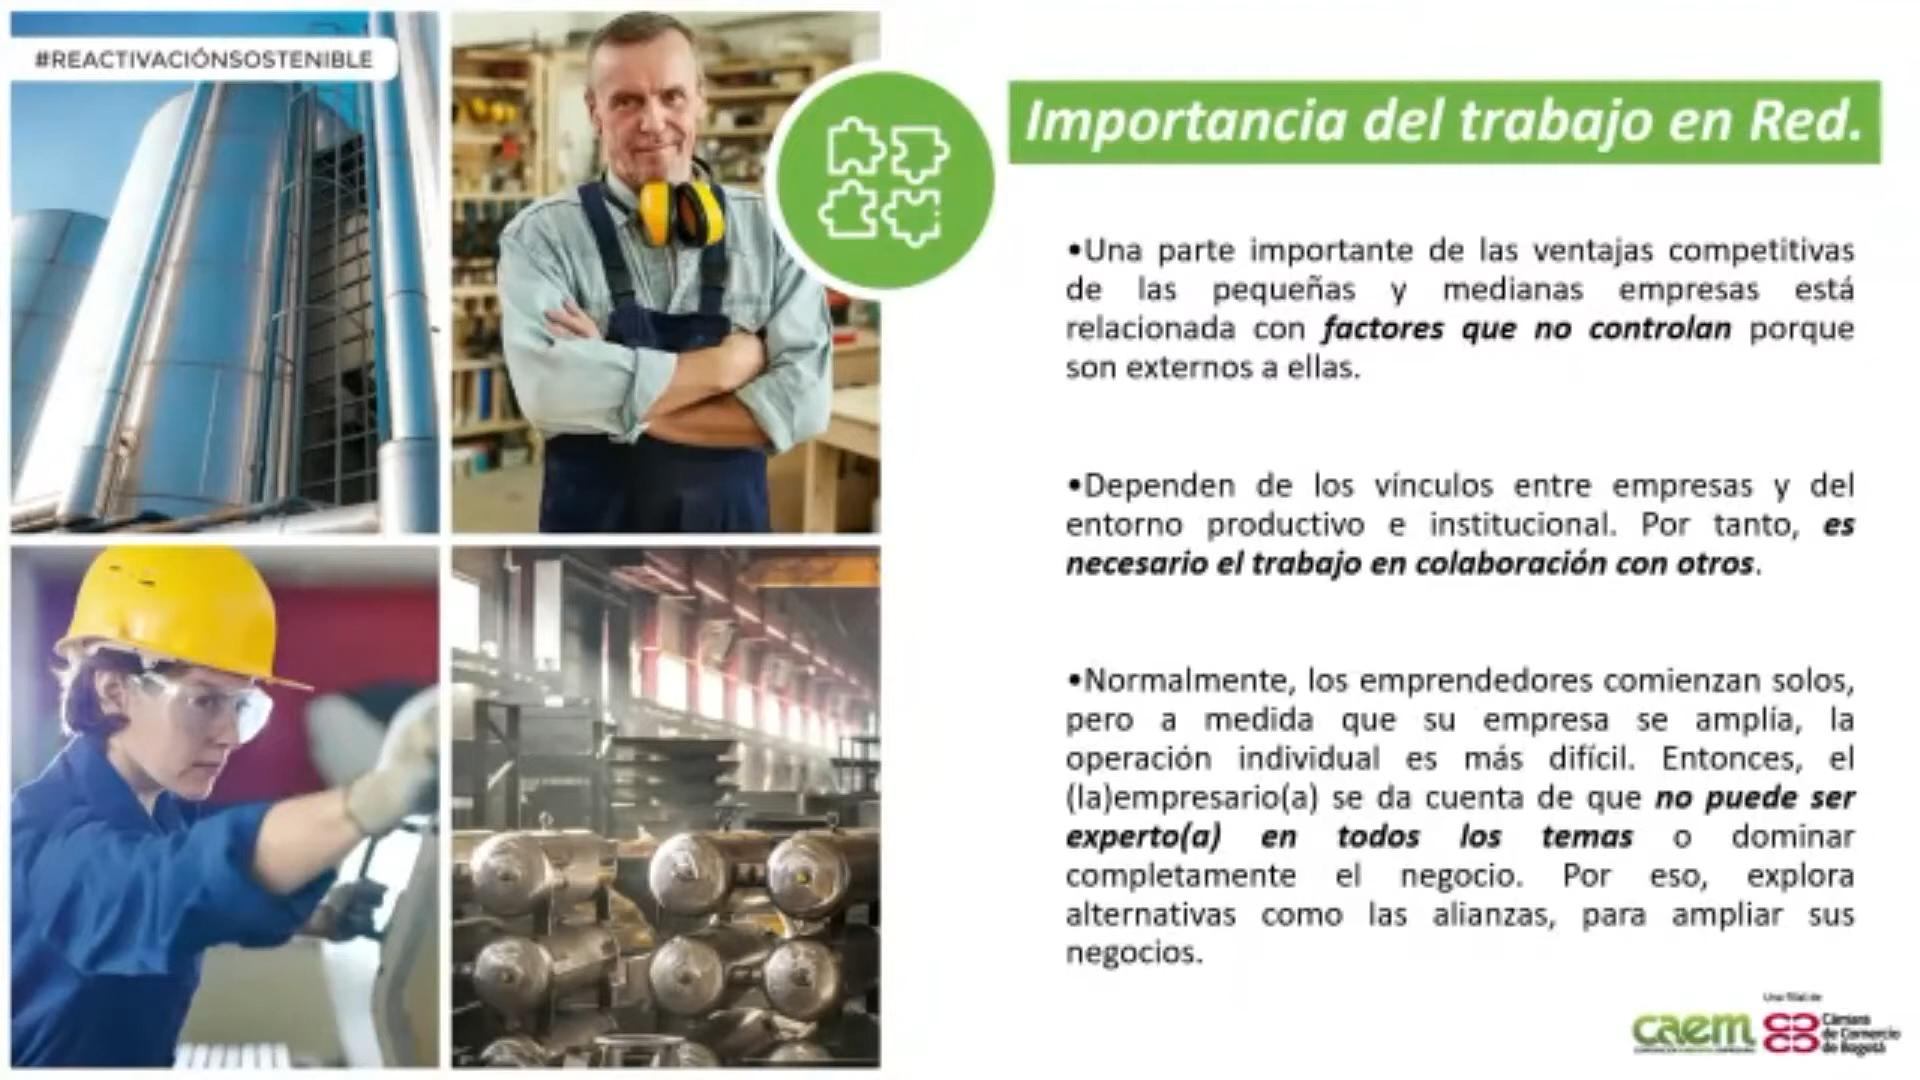 #REACTIVACIÓNSOSTENIBLE
Importancia del trabajo en Red.
•Una parte importante de las ventajas competitivas
de las pequeñas y medianas empresas está
relacionada con factores que no controlan porque
son externos a ellas.
•Dependen de los vínculos entre empresas y del
entorno productivo e institucional. Por tanto, es
necesario el trabajo en colaboración con otros.
•Normalmente, los emprendedores comienzan solos,
pero a medida que su empresa se amplía, la
operación individual es más difícil. Entonces, el
(la)empresario(a) se da cuenta de que no puede ser
experto(a) en todos los temas o dominar
completamente el negocio. Por eso, explora
alternativas como las alianzas, para ampliar sus
negocios.
Una filial de
caem
Cámara
de Comercio
de Bogotá